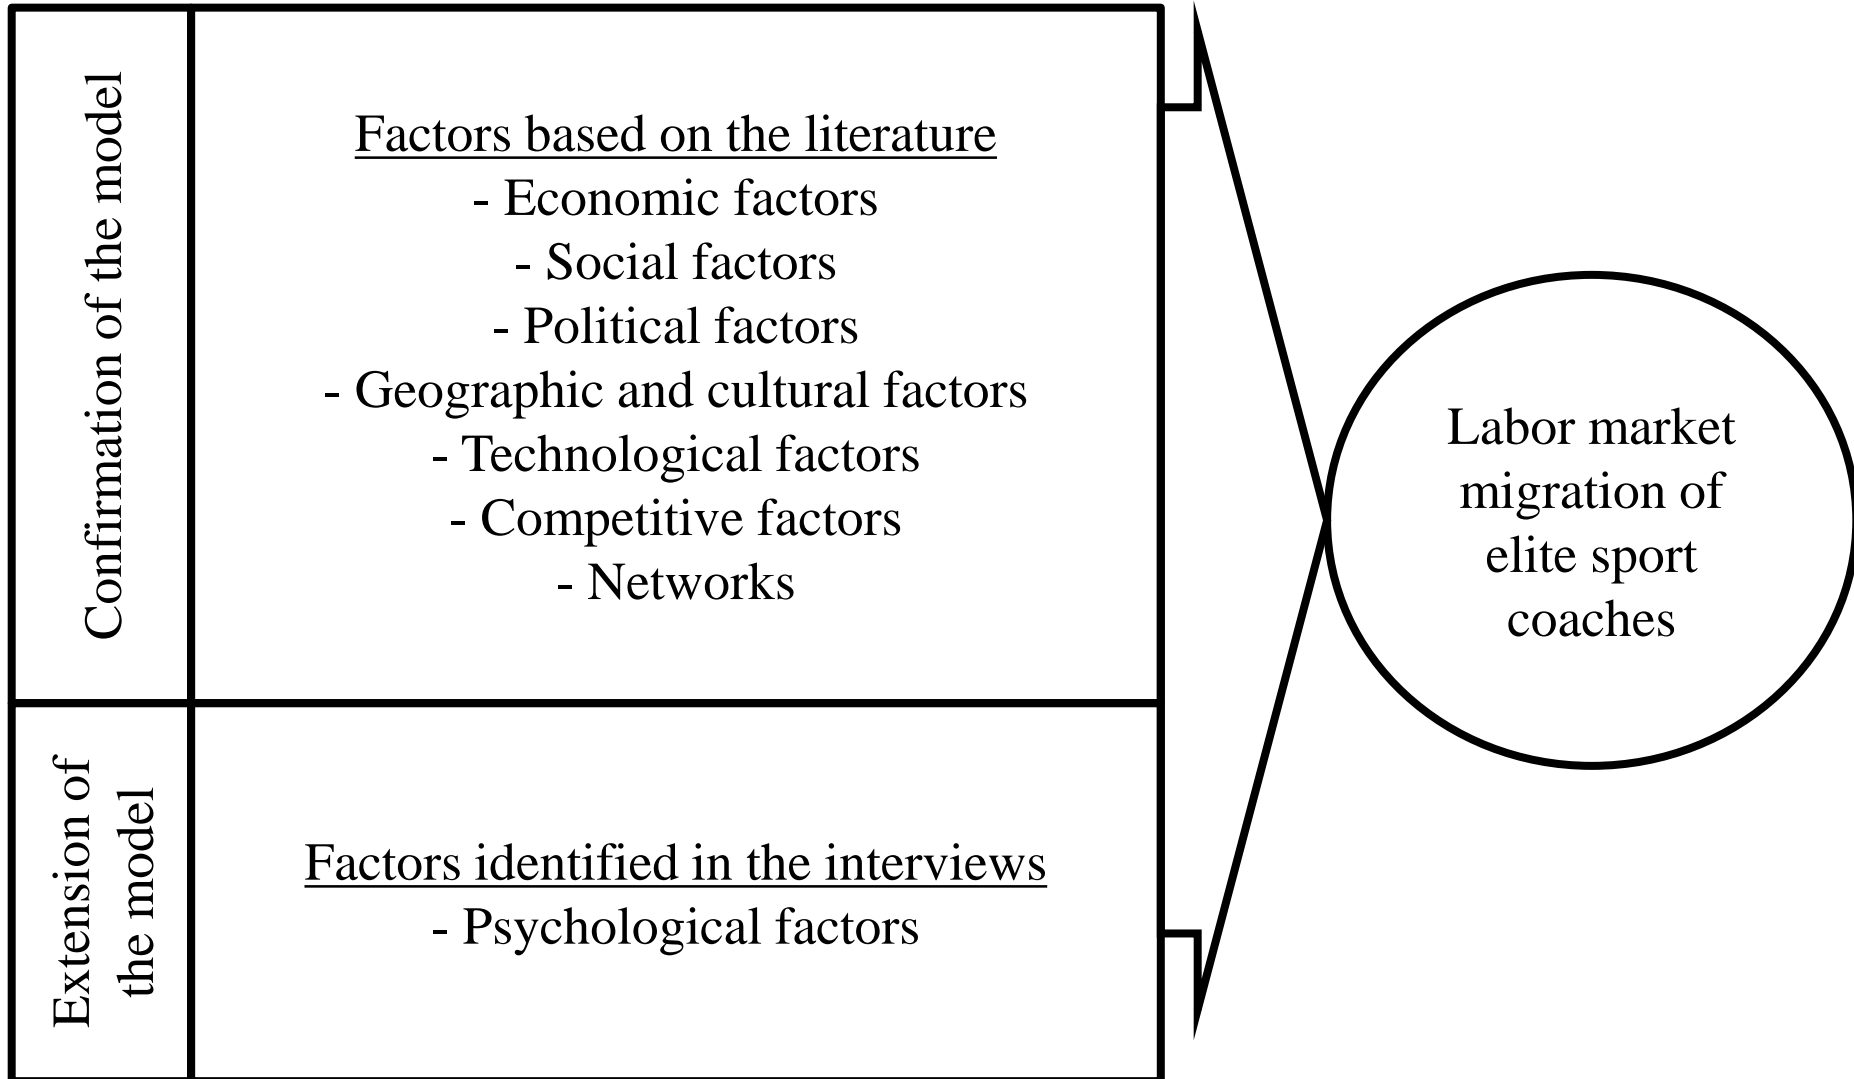 Confirmation of the model
Factors based on the literature
- Economic factors
- Social factors
- Political factors
- Geographic and cultural factors
- Technological factors
- Competitive factors
- Networks
Extension of
the model
Factors identified in the interviews
- Psychological factors
Labor market
migration of
elite sport
coaches